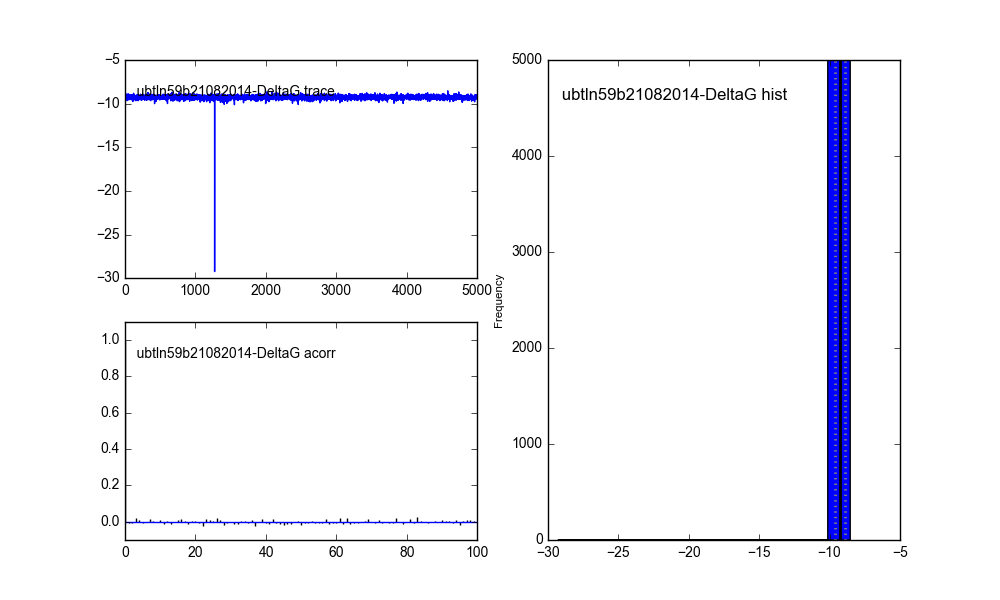 −5
ubtln59b21082014-DeltaG trace
−10
−15
−20
−25
−30
0 1000 2000 3000 4000 5000
1.0
ubtln59b21082014-DeltaG acorr
0.8
0.6
0.4
0.2
0.0
0 20 40 60 80 100
5000
ubtln59b21082014-DeltaG hist
4000
3000
Frequency
2000
1000
0
−30 −25 −20 −15 −10 −5